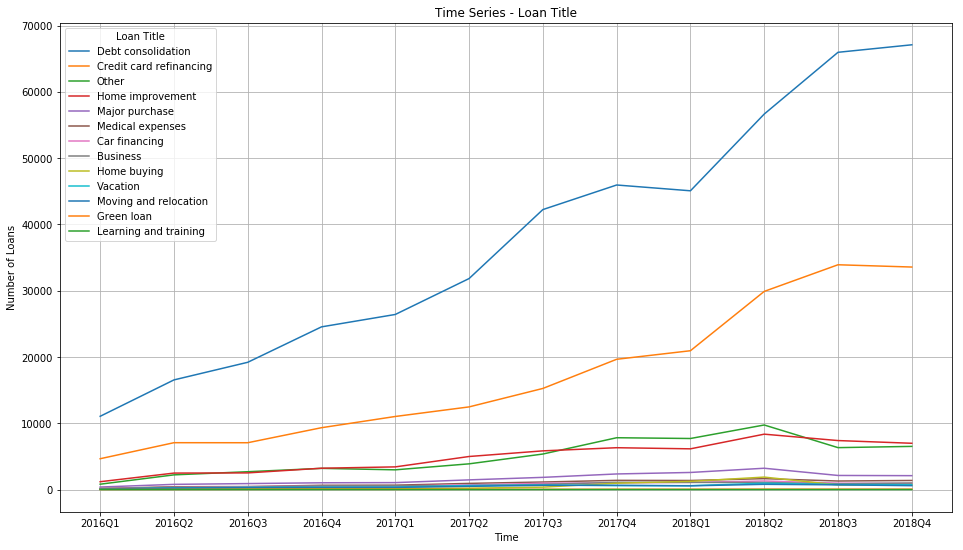 Time Series - Loan Title
Number of Loans
70000
60000
50000
40000
30000
20000
10000
0
Loan Title
Debt consolidation
Credit card refinancing
Other
Home improvement
Major purchase
Medical expenses
Car financing
Business
Home buying
Vacation
Moving and relocation
Green loan
Learning and training
2016Q1 2016Q2 2016Q3 2016Q4 2017Q1 2017Q2 2017Q3 2017Q4 2018Q1 2018Q2 2018Q3 2018Q4
Time